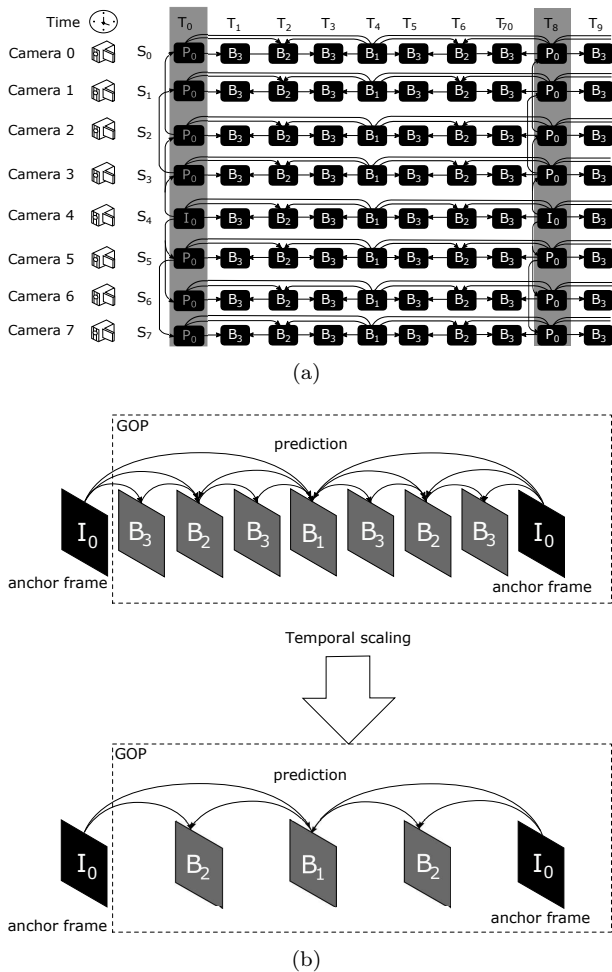 Time T0 T1 T2 T3 T4 T5 T6 T70 T8 T9
Camera 0 S0 P0 B3 B2 B3 B1 B3 B2 B3 P0 B3
Camera 1 S1 P0 B3 B2 B3 B1 B3 B2 B3 P0 B3
Camera 2 S2 P0 B3 B2 B3 B1 B3 B2 B3 P0 B3
Camera 3 S3 P0 B3 B2 B3 B1 B3 B2 B3 P0 B3
Camera 4 S4 I0 B3 B2 B3 B1 B3 B2 B3 I0 B3
Camera 5 S5 P0 B3 B2 B3 B1 B3 B2 B3 P0 B3
Camera 6 S6 P0 B3 B2 B3 B1 B3 B2 B3 P0 B3
Camera 7 S7 P0 B3 B2 B3 B1 B3 B2 B3 P0 B3
(a)
GOP
prediction
I0 B3 B2 B3 B1 B3 B2 B3 I0
anchor frame anchor frame
Temporal scaling
GOP
prediction
I0 B2 B1 B2 I0
anchor frame anchor frame
(b)